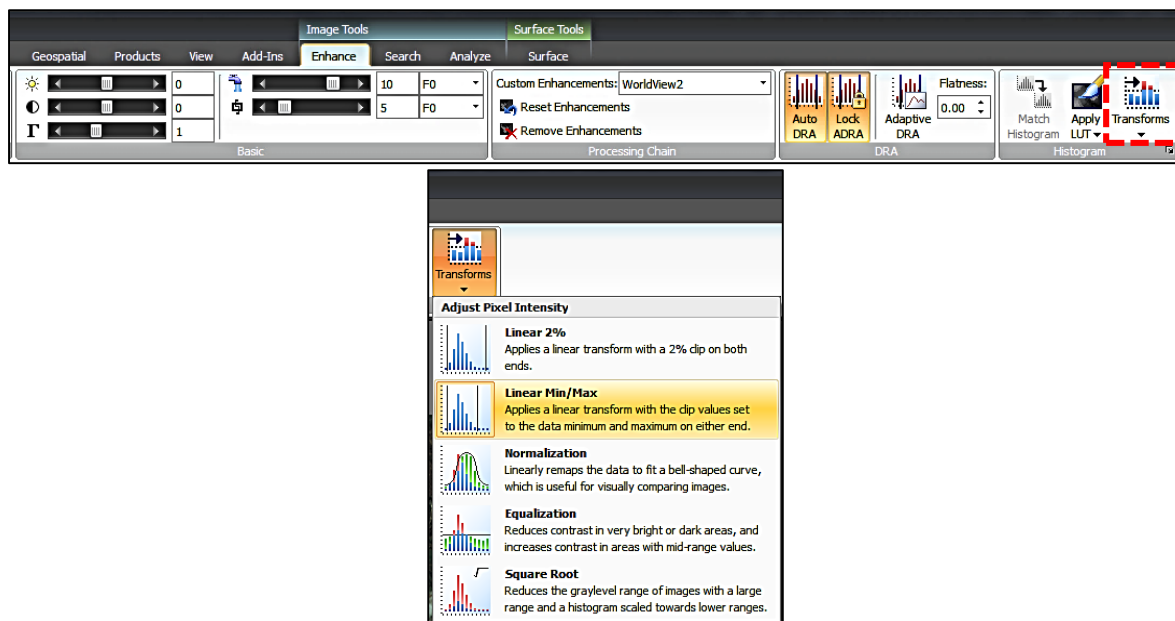 Image Tools Surface Tools
Geospatial Products View Add-Ins Enhance Search Analyze Surface
0 10 F0 Custom Enhancements: WorldView2 Flatness:
0 5 F0 Reset Enhancements 0.00
Γ 1 Remove Enhancements
Auto DRA Lock ADRA Adaptive DRA Match Histogram Apply LUT Transforms
Basic Processing Chain DRA Histogram
Transforms
Adjust Pixel Intensity
Linear 2%
Applies a linear transform with a 2% clip on both
ends.
Linear Min/Max
Applies a linear transform with the clip values set
to the data minimum and maximum on either end.
Normalization
Linearly remaps the data to fit a bell-shaped curve,
which is useful for visually comparing images.
Equalization
Reduces contrast in very bright or dark areas, and
increases contrast in areas with mid-range values.
Square Root
Reduces the graylevel range of images with a large
range and a histogram scaled towards lower ranges.